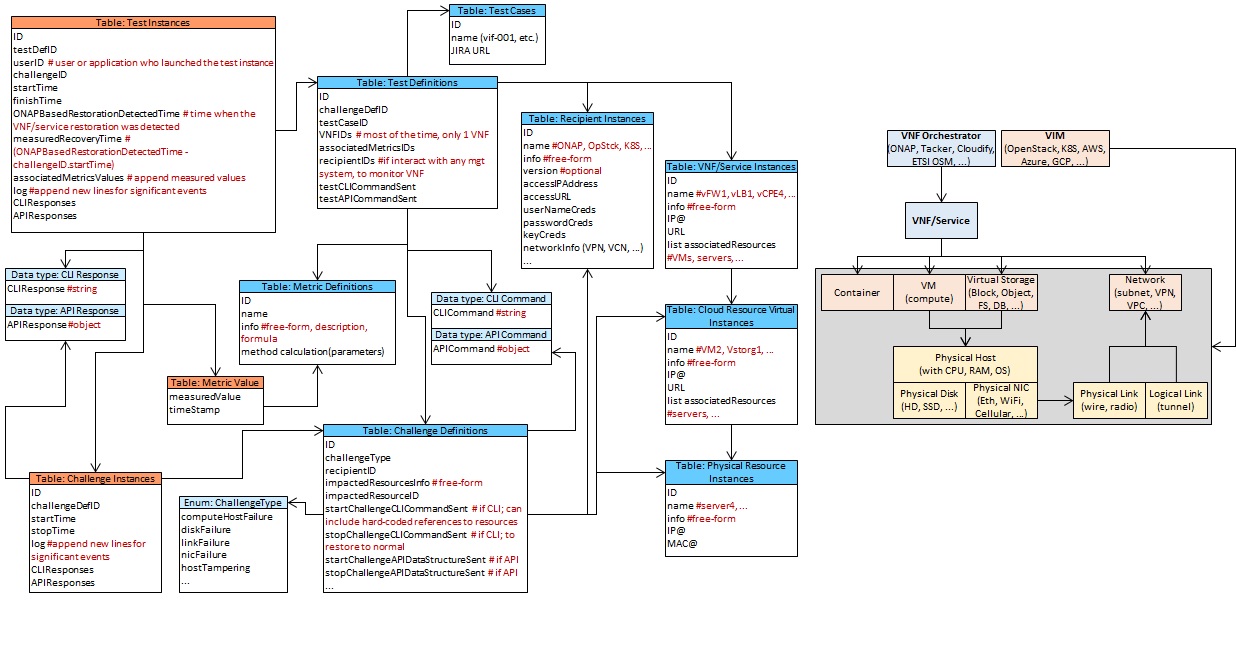 Table: Test Instances
ID
testDefID
userID # user or application who launched the test instance
challengeID
startTime
finishTime
ONAPBasedRestorationDetectedTime # time when the
VNF/service restoration was detected
measuredRecoveryTime #
(ONAPBasedRestorationDetectedTime -
challengeID.startTime)
associatedMetricsValues # append measured values
log #append new lines for significant events
CLIResponses
APIResponses
Table: Test Cases
ID
name (vif-001, etc.)
JIRA URL
Table: Test Definitions
ID
challengeDefID
testCaseID
VNFIDs # most of the time, only 1 VNF
associatedMetricsIDs
recipientIDs #if interact with any mgt
system, to monitor VNF
testCLICommandSent
testAPICommandSent
Table: Recipient Instances
ID
name #ONAP, OpStck, K8S, ...
info #free-form
version #optional
accessIPAddress
accessURL
userNameCreds
passwordCreds
keyCreds
networkInfo (VPN, VCN, ...)
...
Table: VNF/Service Instances
ID
name #vFW1, vLB1, vCPE4, ...
info #free-form
IP@
URL
list associatedResources
#VMs, servers, ...
Data type: CLI Response
CLIResponse #string
Data type: API Response
APIResponse #object
Table: Metric Definitions
ID
name
info #free-form, description,
formula
method calculation(parameters)
Data type: CLI Command
CLICommand #string
Data type: API Command
APICommand #object
Table: Cloud Resource Virtual
Instances
ID
name #VM2, Vstorg1, ...
info #free-form
IP@
URL
list associatedResources
#servers, ...
Table: Metric Value
measuredValue
timeStamp
Table: Challenge Definitions
ID
challengeType
recipientID
impactedResourcesInfo # free-form
impactedResourceID
startChallengeCLICommandSent # if CLI; can
include hard-coded references to resources
stopChallengeCLICommandSent # if CLI; to
restore to normal
startChallengeAPIDataStructureSent # if API
stopChallengeAPIDataStructureSent # if API
...
Table: Challenge Instances
ID
challengeDefID
startTime
stopTime
log #append new lines for
significant events
CLIResponses
APIResponses
Enum: ChallengeType
computeHostFailure
diskFailure
linkFailure
nicFailure
hostTampering
...
Table: Physical Resource
Instances
ID
name #server4, ...
info #free-form
IP@
MAC@
VNF Orchestrator
(ONAP, Tacker, Cloudify,
ETSI OSM, ...)
VIM
(OpenStack, K8S, AWS,
Azure, GCP, ...)
VNF/Service
Container
VM
(compute)
Virtual Storage
(Block, Object,
FS, DB, ...)
Network
(subnet, VPN,
VPC, ...)
Physical Host
(with CPU, RAM, OS)
Physical Disk
(HD, SSD, ...)
Physical NIC
(Eth, WiFi,
Cellular, ...)
Physical Link
(wire, radio)
Logical Link
(tunnel)